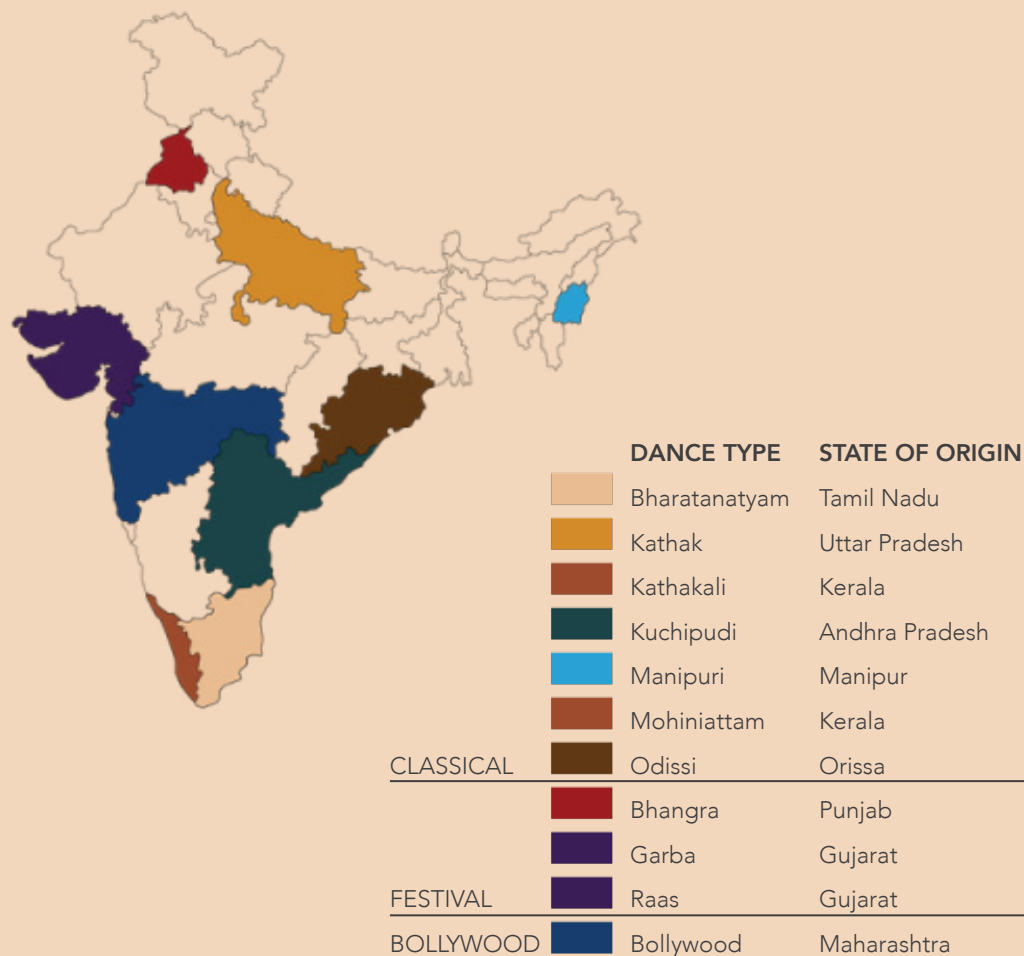 DANCE TYPE STATE OF ORIGIN
Bharatanatyam Tamil Nadu
Kathak Uttar Pradesh
Kathakali Kerala
Kuchipudi Andhra Pradesh
Manipuri Manipur
Mohiniattam Kerala
CLASSICAL Odissi Orissa
Bhangra Punjab
Garba Gujarat
FESTIVAL Raas Gujarat
BOLLYWOOD Bollywood Maharashtra